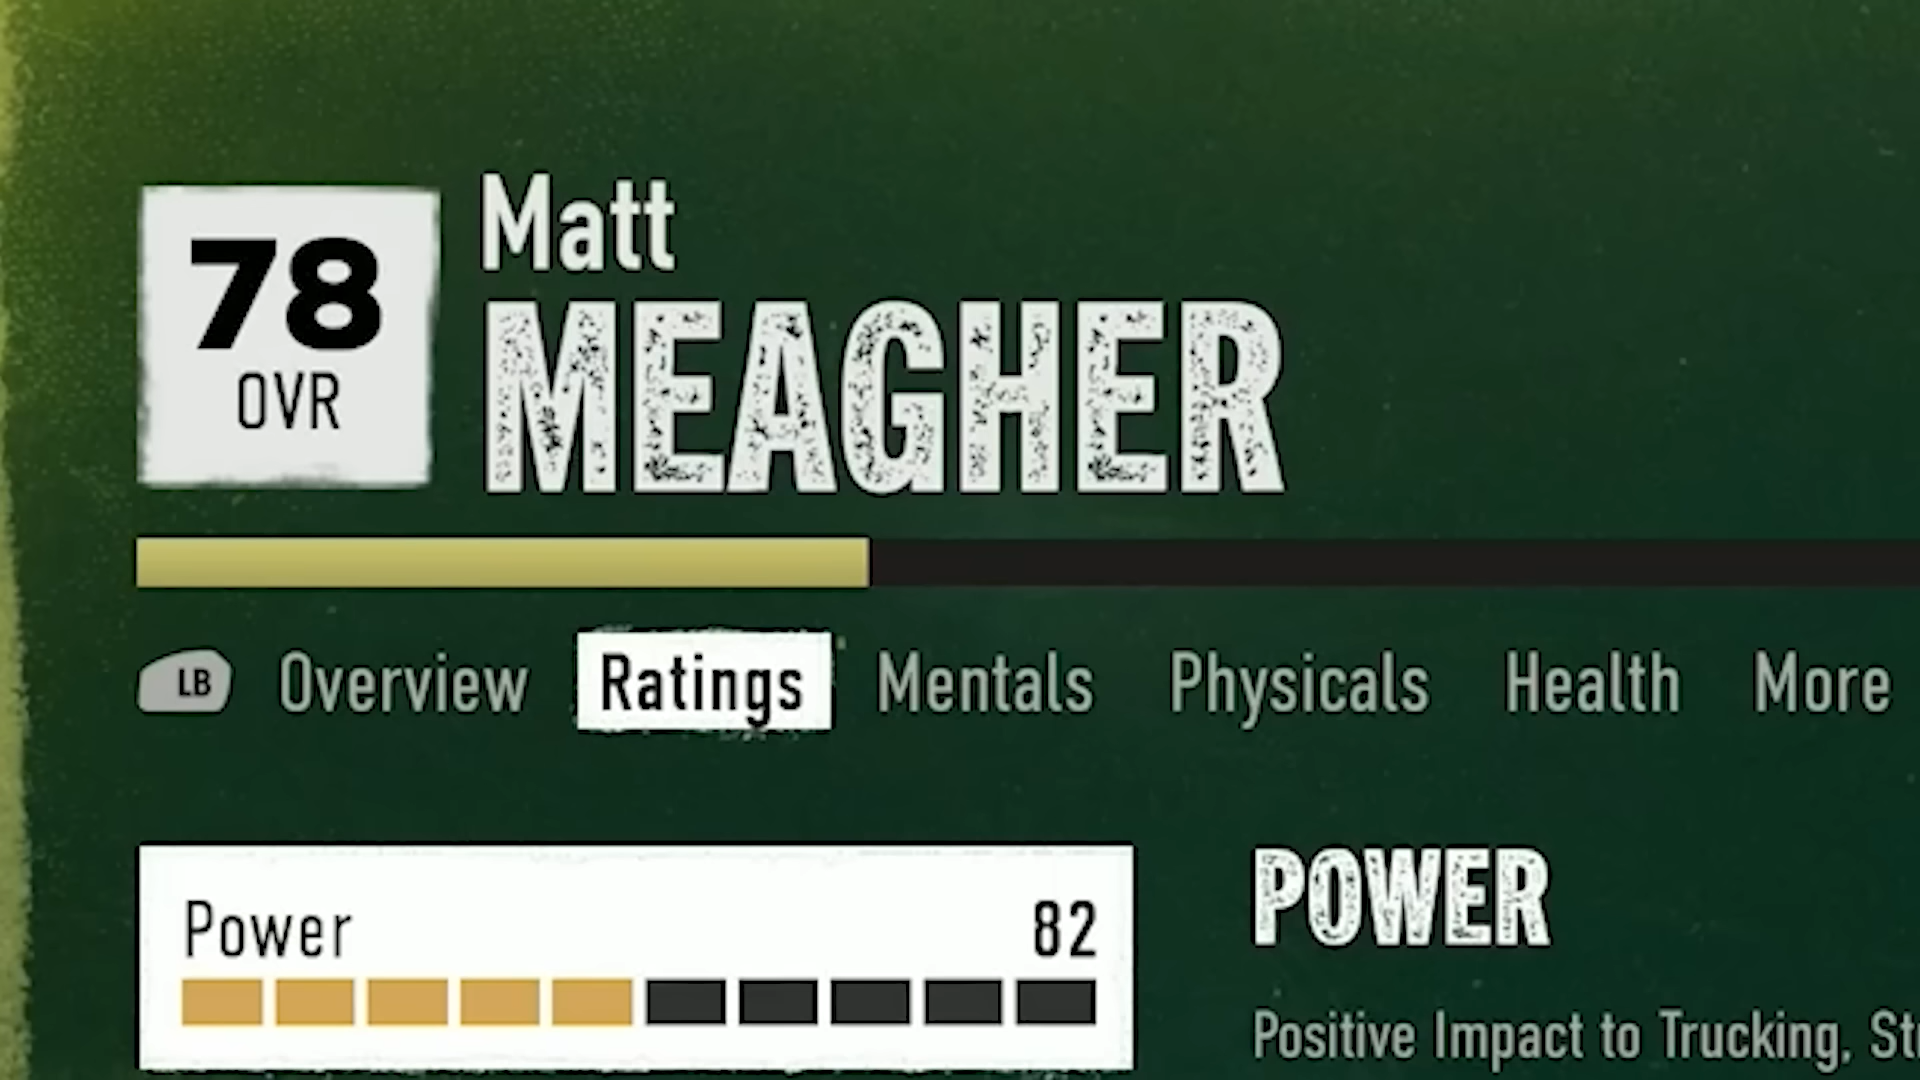 78
OVR
Matt
MEAGHER
LB Overview Ratings Mentals Physicals Health More
Power 82
POWER
Positive Impact to Trucking,